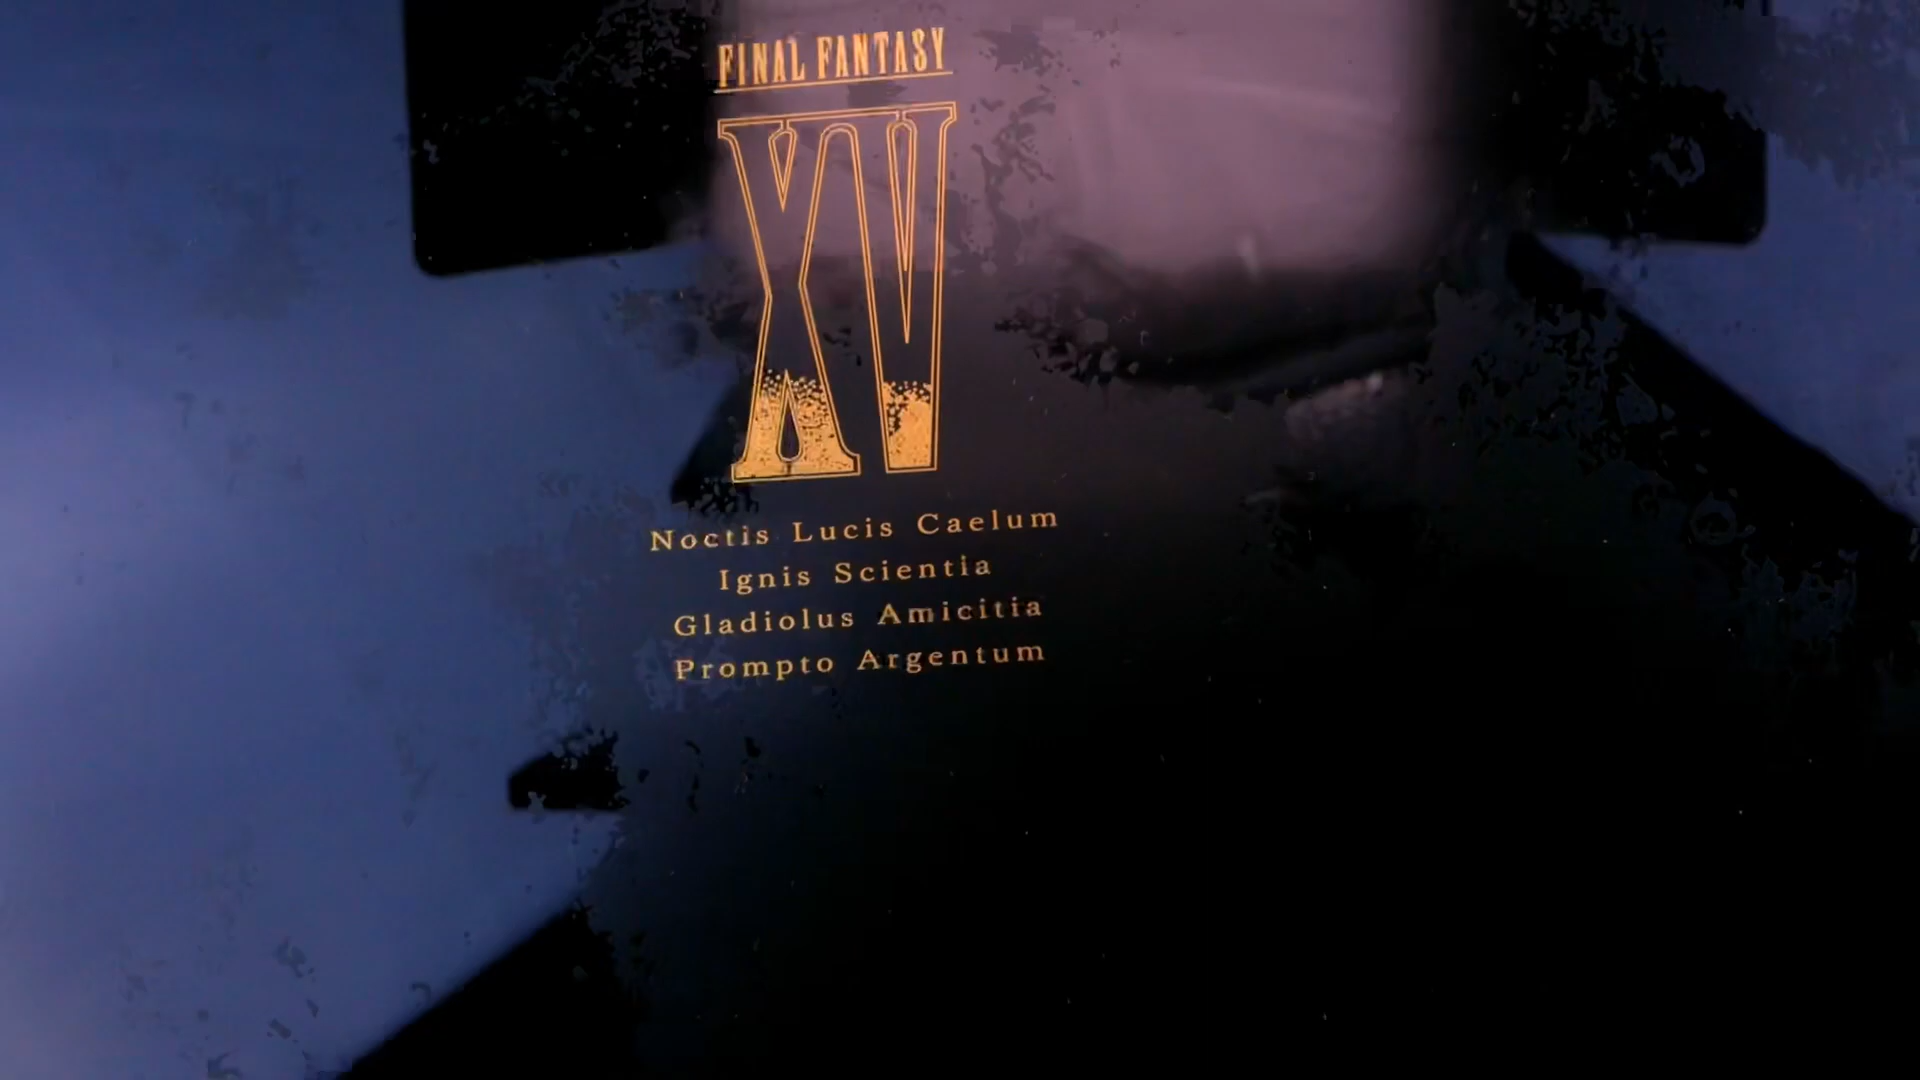 FINAL FANTASY
XV
Noctis Lucis Caelum
Ignis Scientia
Gladiolus Amicitia
Prompto Argentum